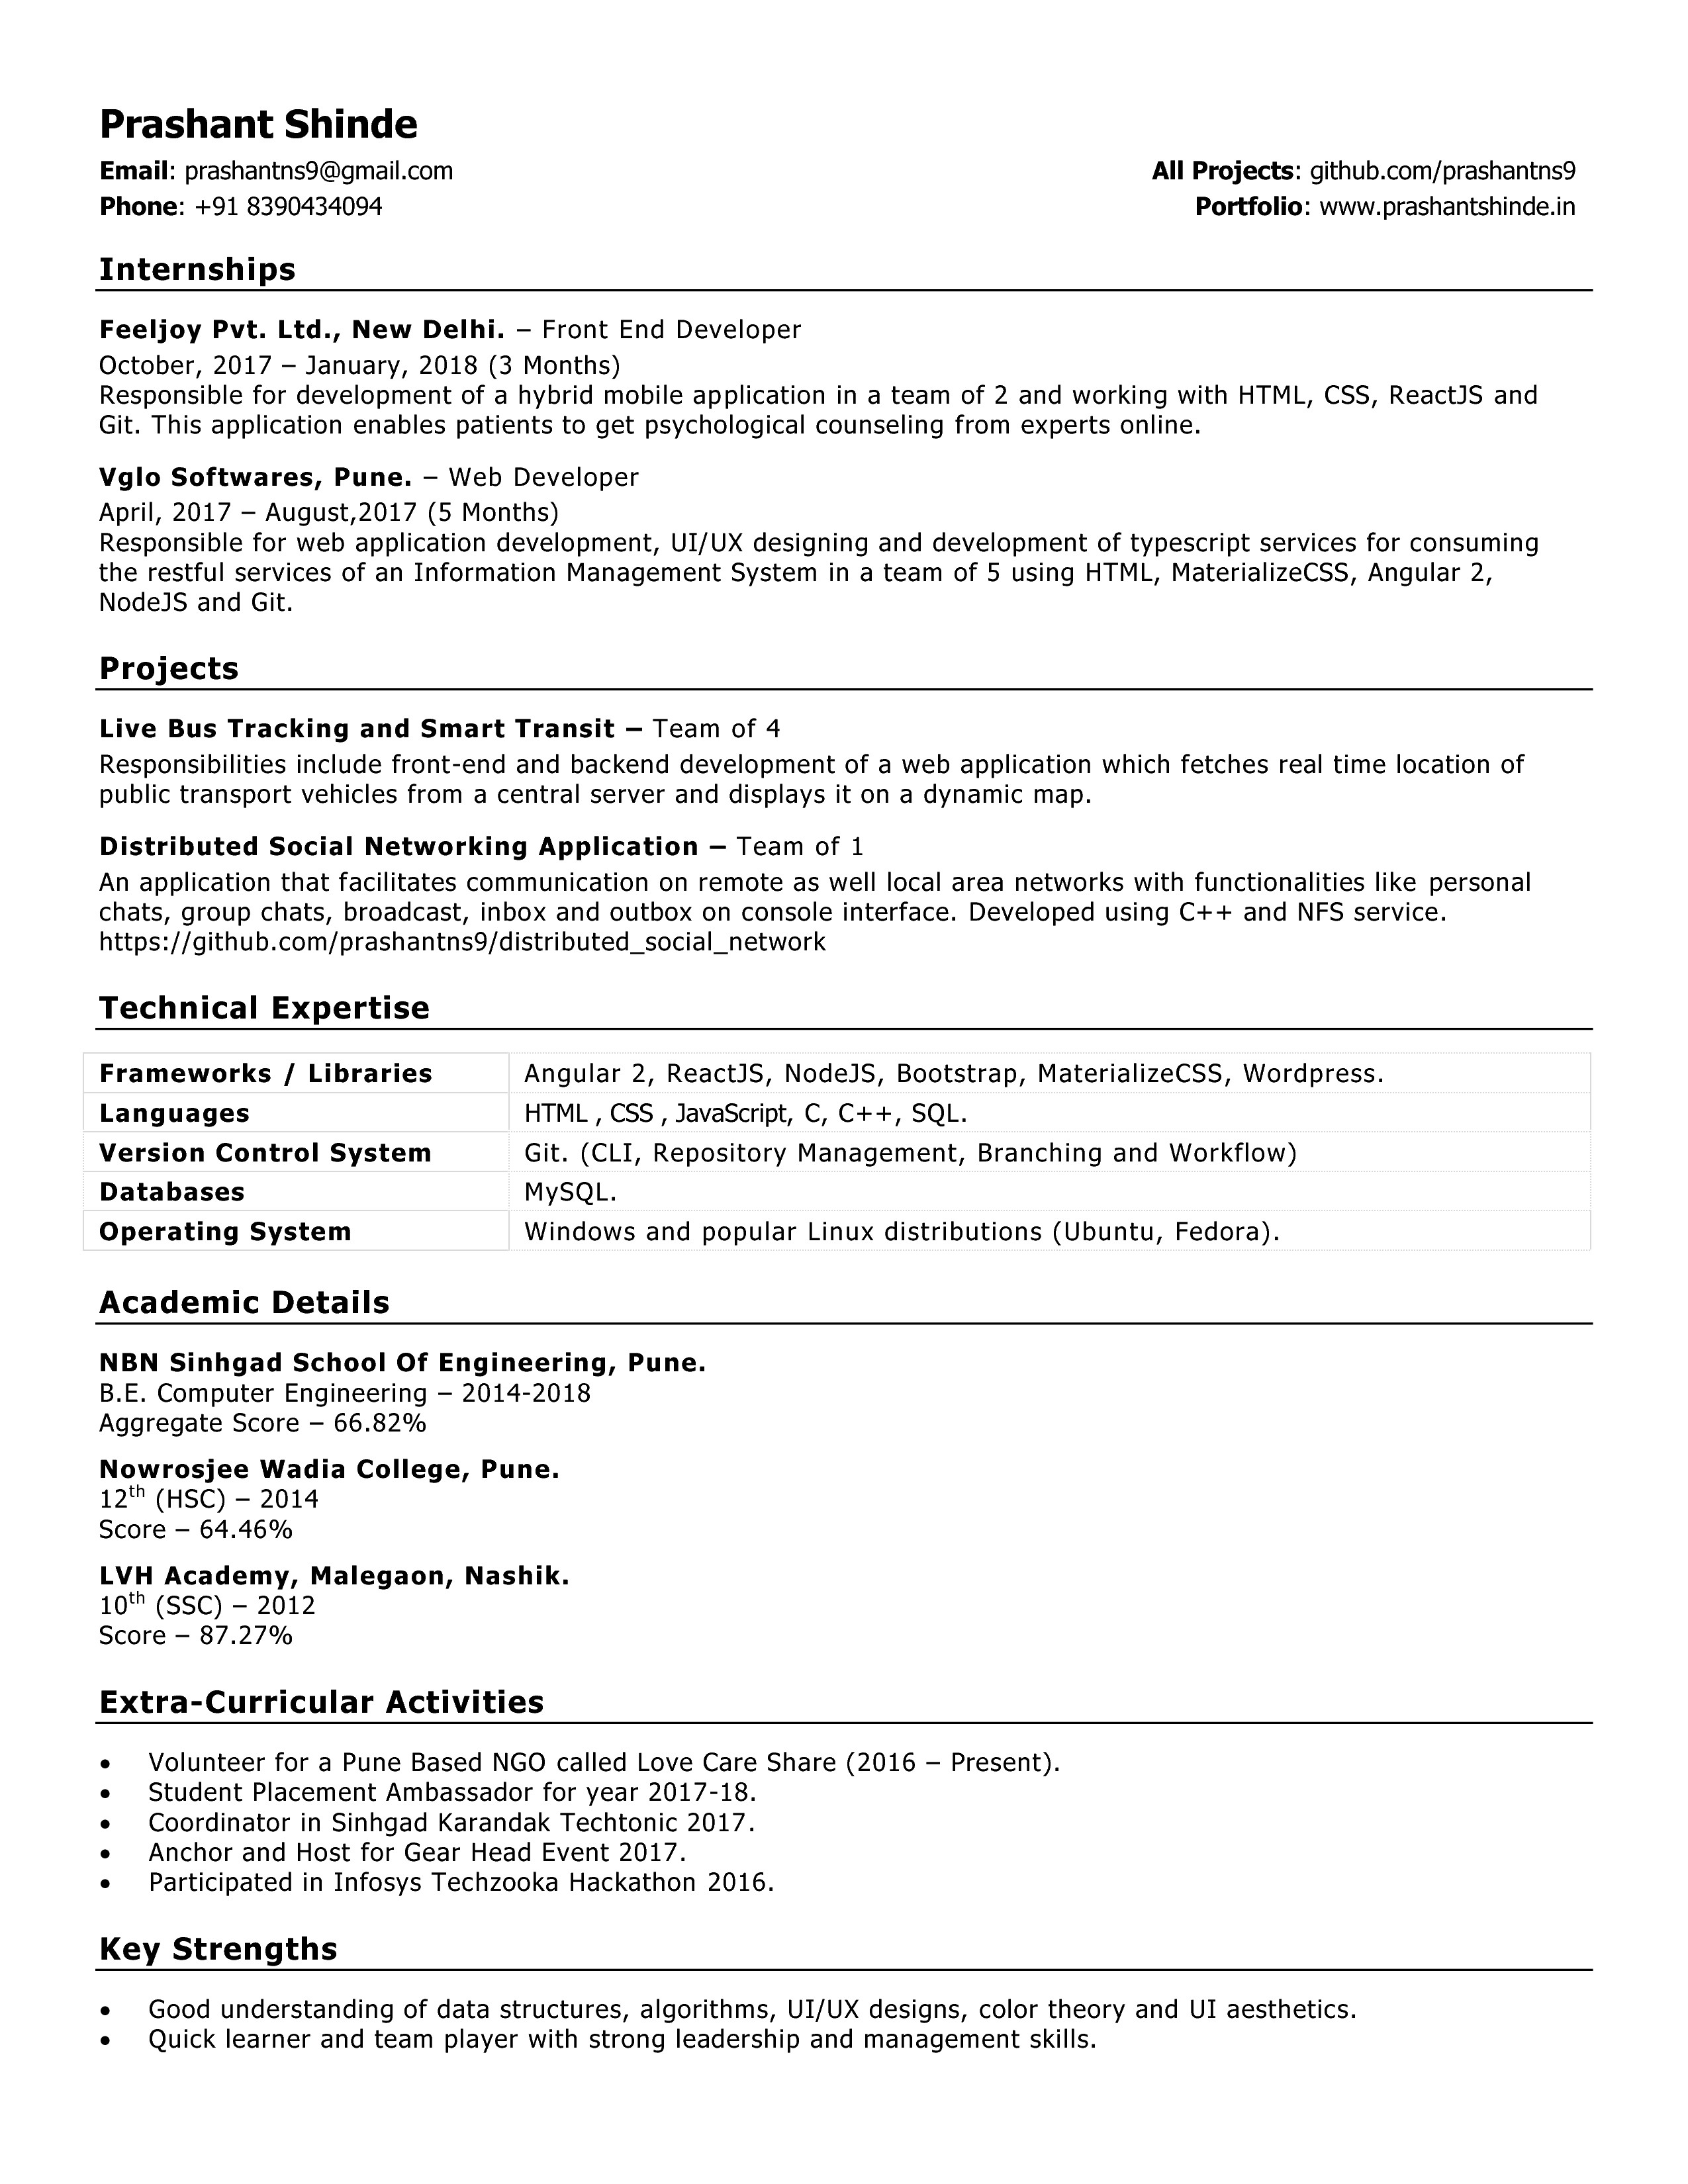 Prashant Shinde
Email: prashantns9@gmail.com All Projects: github.com/prashantns9
Phone: +91 8390434094 Portfolio: www.prashantshinde.in
Internships
Feeljoy Pvt. Ltd., New Delhi. – Front End Developer
October, 2017 – January, 2018 (3 Months)
Responsible for development of a hybrid mobile application in a team of 2 and working with HTML, CSS, ReactJS and
Git. This application enables patients to get psychological counseling from experts online.
Vglo Softwares, Pune. – Web Developer
April, 2017 – August,2017 (5 Months)
Responsible for web application development, UI/UX designing and development of typescript services for consuming
the restful services of an Information Management System in a team of 5 using HTML, MaterializeCSS, Angular 2,
NodeJS and Git.
Projects
Live Bus Tracking and Smart Transit – Team of 4
Responsibilities include front-end and backend development of a web application which fetches real time location of
public transport vehicles from a central server and displays it on a dynamic map.
Distributed Social Networking Application – Team of 1
An application that facilitates communication on remote as well local area networks with functionalities like personal
chats, group chats, broadcast, inbox and outbox on console interface. Developed using C++ and NFS service.
https://github.com/prashantns9/distributed_social_network
Technical Expertise
Frameworks / Libraries Angular 2, ReactJS, NodeJS, Bootstrap, MaterializeCSS, Wordpress.
Languages HTML , CSS , JavaScript, C, C++, SQL.
Version Control System Git. (CLI, Repository Management, Branching and Workflow)
Databases MySQL.
Operating System Windows and popular Linux distributions (Ubuntu, Fedora).
Academic Details
NBN Sinhgad School Of Engineering, Pune.
B.E. Computer Engineering – 2014-2018
Aggregate Score – 66.82%
Nowrosjee Wadia College, Pune.
12th (HSC) – 2014
Score – 64.46%
LVH Academy, Malegaon, Nashik.
10th (SSC) – 2012
Score – 87.27%
Extra-Curricular Activities
• Volunteer for a Pune Based NGO called Love Care Share (2016 – Present).
• Student Placement Ambassador for year 2017-18.
• Coordinator in Sinhgad Karandak Techtonic 2017.
• Anchor and Host for Gear Head Event 2017.
• Participated in Infosys Techzooka Hackathon 2016.
Key Strengths
• Good understanding of data structures, algorithms, UI/UX designs, color theory and UI aesthetics.
• Quick learner and team player with strong leadership and management skills.